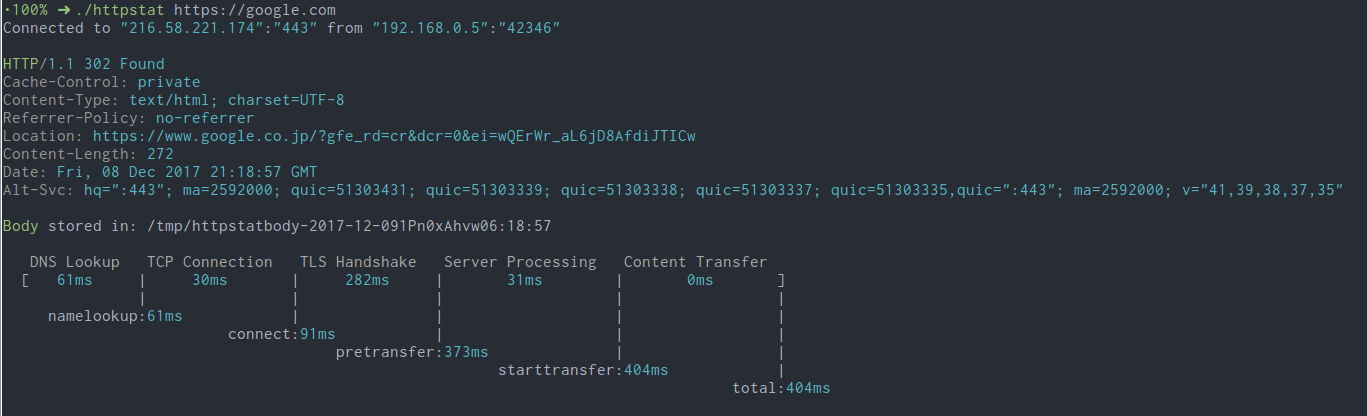 ·100% ➜ ./httpstat https://google.com
Connected to "216.58.221.174":"443" from "192.168.0.5":"42346"
HTTP/1.1 302 Found
Cache-Control: private
Content-Type: text/html; charset=UTF-8
Referrer-Policy: no-referrer
Location: https://www.google.co.jp/?gfe_rd=cr&dcr=0&ei=wQErWr_aL6jD8AfdiJTICw
Content-Length: 272
Date: Fri, 08 Dec 2017 21:18:57 GMT
Alt-Svc: hq=":443"; ma=2592000; quic=51303431; quic=51303339; quic=51303338; quic=51303337; quic=51303335,quic=":443"; ma=2592000; v="41,39,38,37,35"
Body stored in: /tmp/httpstatbody-2017-12-091Pn0xAhvw06:18:57
DNS Lookup TCP Connection TLS Handshake Server Processing Content Transfer
[ 61ms | 30ms | 282ms | 31ms | 0ms ]
| | | | |
namelookup:61ms | | | |
connect:91ms | | |
pretransfer:373ms | |
starttransfer:404ms |
total:404ms